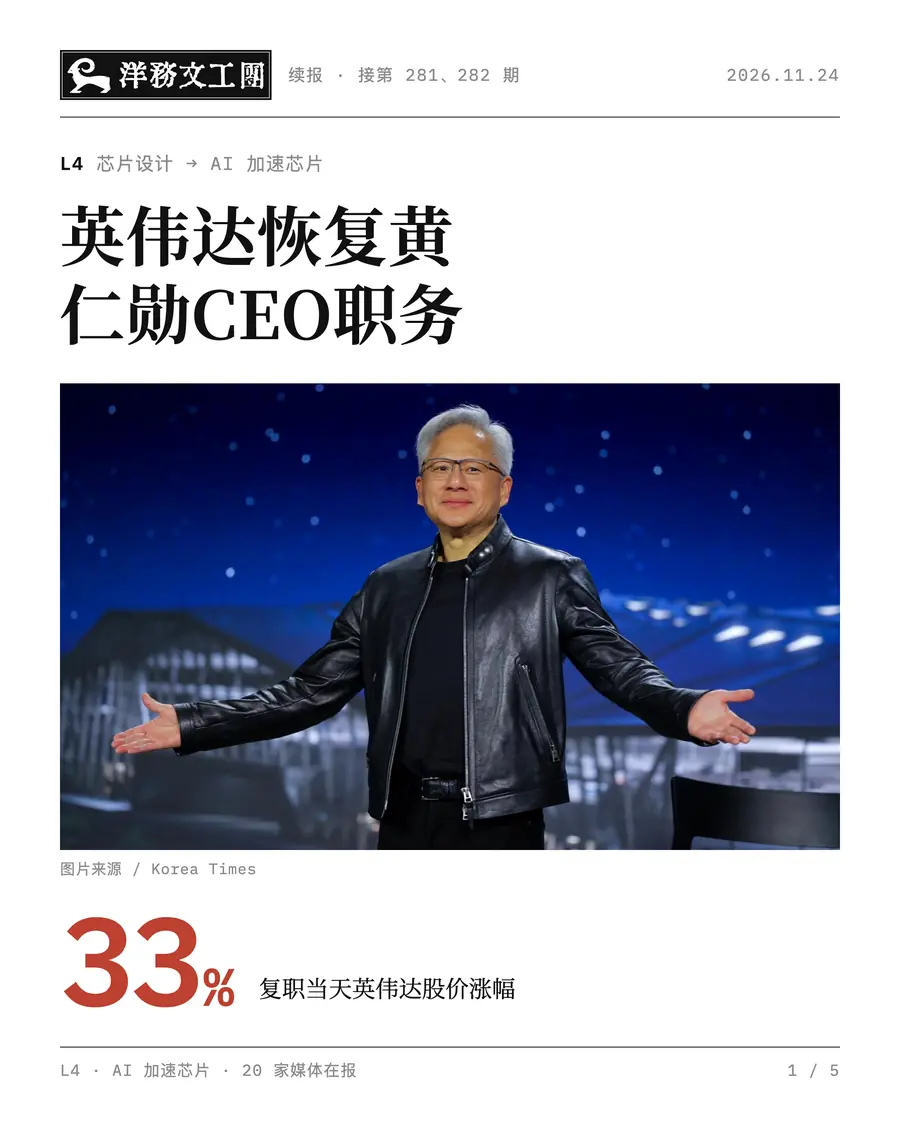 洋務文工團
续报 · 接第 281、282 期
2026.11.24
L4 芯片设计 → AI 加速芯片
英伟达恢复黄
仁勋CEO职务
图片来源 / Korea Times
33%
复职当天英伟达股价涨幅
L4 · AI 加速芯片 · 20 家媒体在报
1 / 5